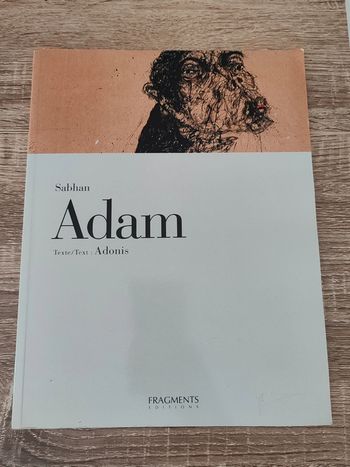 Sabhan
Adam
Texte/Text : Adonis
FRAGMENTS
EDITIONS